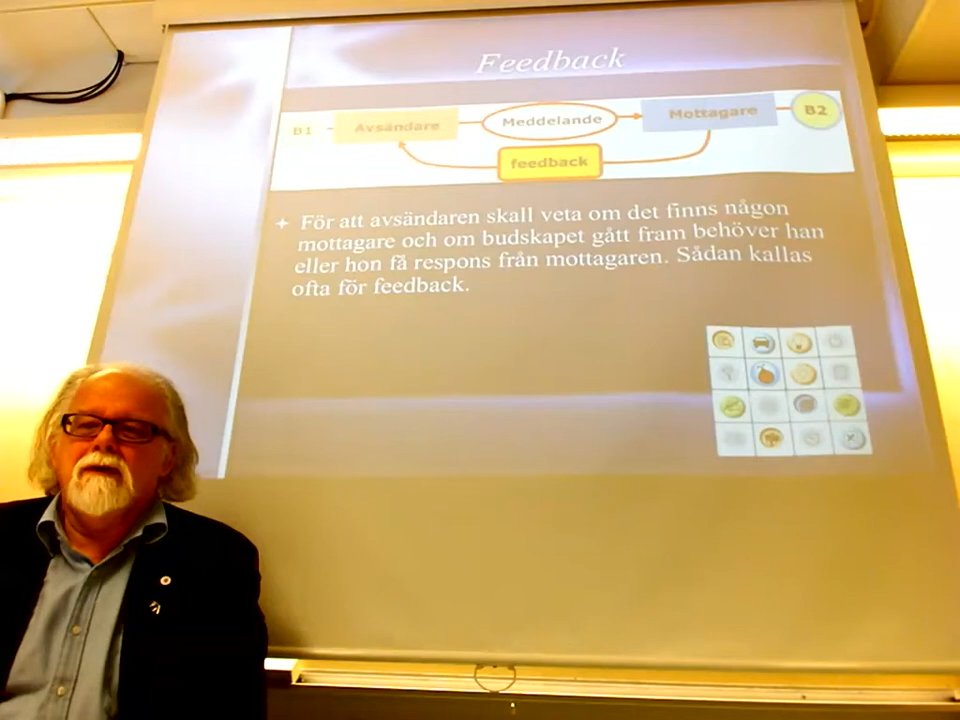 Feedback
B1 Avsändare Meddelande Mottagare B2
feedback
För att avsändaren skall veta om det finns någon
mottagare och om budskapet gått fram behöver han
eller hon få respons från mottagaren. Sådan kallas
ofta för feedback.